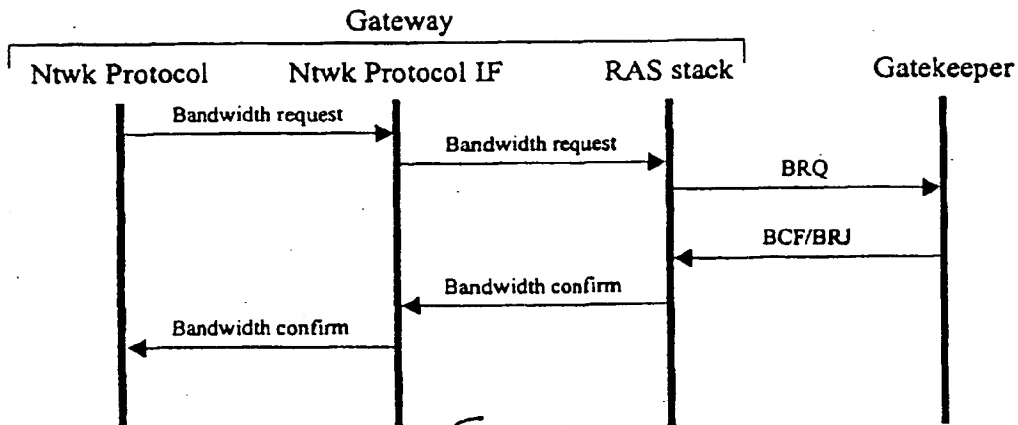 Gateway
Ntwk Protocol
Ntwk Protocol IF
RAS stack
Gatekeeper
Bandwidth request
Bandwidth request
BRQ
BCF/BRJ
Bandwidth confirm
Bandwidth confirm